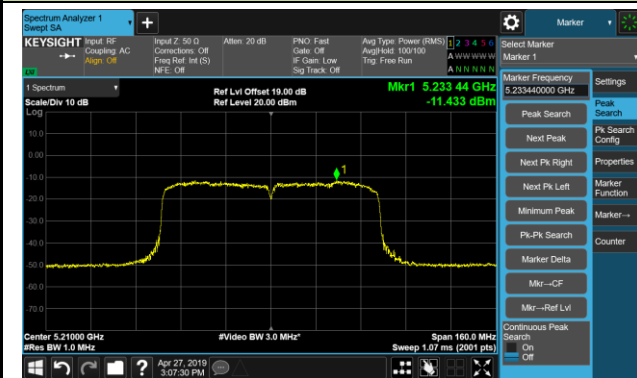 Spectrum Analyzer 1
Swept SA
+
Marker
KEYSIGHT
Input: RF
Coupling: AC
Align: Off
Input Z: 50 Ω
Corrections: Off
Freq Ref: Int (S)
NFE: Off
Atten: 20 dB
PNO: Fast
Gate: Off
IF Gain: Low
Sig Track: Off
Avg Type: Power (RMS)
Avg|Hold: 100/100
Trig: Free Run
1 2 3 4 5 6
A W W W W W
A N N N N N
Select Marker
Marker 1
LXI
1 Spectrum
Scale/Div 10 dB
Log
Ref Lvl Offset 19.00 dB
Ref Level 20.00 dBm
Mkr1 5.233 44 GHz
-11.433 dBm
Marker Frequency
5.233440000 GHz
Settings
Peak Search
Next Peak
Next Pk Right
Next Pk Left
Minimum Peak
Pk-Pk Search
Marker Delta
Mkr→CF
Mkr→Ref Lvl
Continuous Peak
Search
On
Off
Peak
Search
Pk Search
Config
Properties
Marker
Function
Marker→
Counter
10.0
0.00
-10.0
-20.0
-30.0
-40.0
-50.0
-60.0
-70.0
1
Center 5.21000 GHz
#Res BW 1.0 MHz
#Video BW 3.0 MHz*
Span 160.0 MHz
Sweep 1.07 ms (2001 pts)
?
Apr 27, 2019
3:07:30 PM